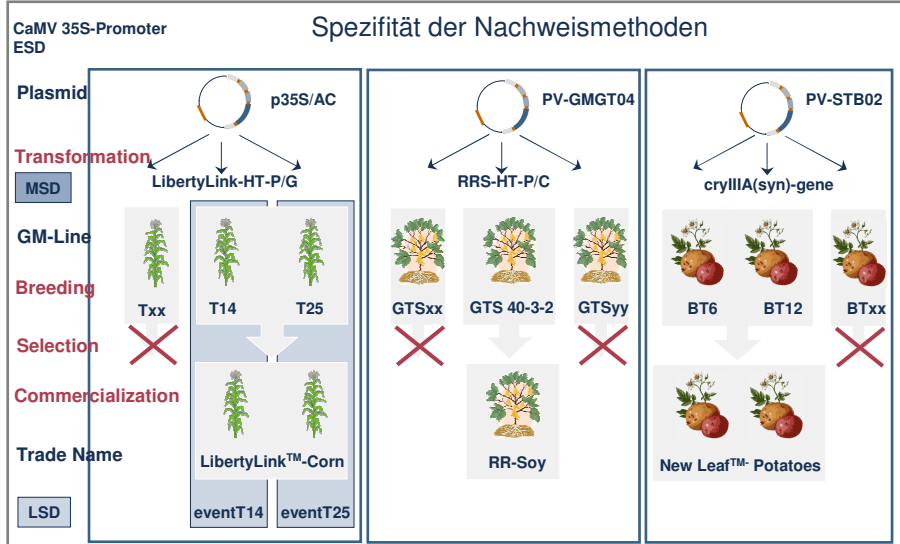 Spezifität der Nachweismethoden
CaMV 35S-Promoter
ESD
Plasmid
p35S/AC
PV-GMGT04
PV-STB02
Transformation
MSD
LibertyLink-HT-P/G
RRS-HT-P/C
cryIIIA(syn)-gene
GM-Line
Breeding
Txx
T14
T25
GTSxx
GTS 40-3-2
GTSyy
BT6
BT12
BTxx
Selection
Commercialization
Trade Name
LibertyLink™-Corn
RR-Soy
New Leaf™- Potatoes
LSD
eventT14
eventT25